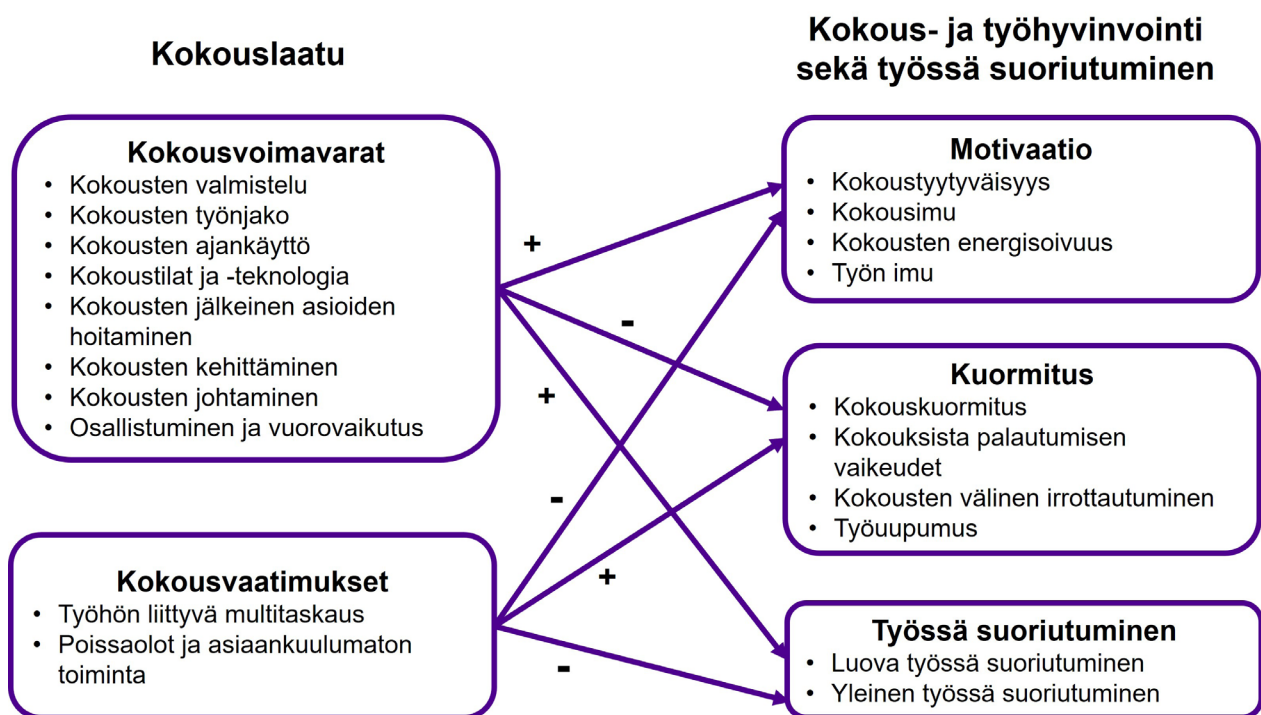 Kokouslaatu
Kokousvoimavarat
• Kokousten valmistelu
• Kokousten työnjako
• Kokousten ajankäyttö
• Kokoustilat ja -teknologia
• Kokousten jälkeinen asioiden
hoitaminen
• Kokousten kehittäminen
• Kokousten johtaminen
• Osallistuminen ja vuorovaikutus
Kokousvaatimukset
• Työhön liittyvä multitaskaus
• Poissaolot ja asiaankuulumaton
toiminta
+
-
+
-
+
-
Kokous- ja työhyvinvointi
sekä työssä suoriutuminen
Motivaatio
• Kokoustyytyväisyys
• Kokousimu
• Kokousten energisoivuus
• Työn imu
Kuormitus
• Kokouskuormitus
• Kokouksista palautumisen
vaikeudet
• Kokousten välinen irrottautuminen
• Työuupumus
Työssä suoriutuminen
• Luova työssä suoriutuminen
• Yleinen työssä suoriutuminen